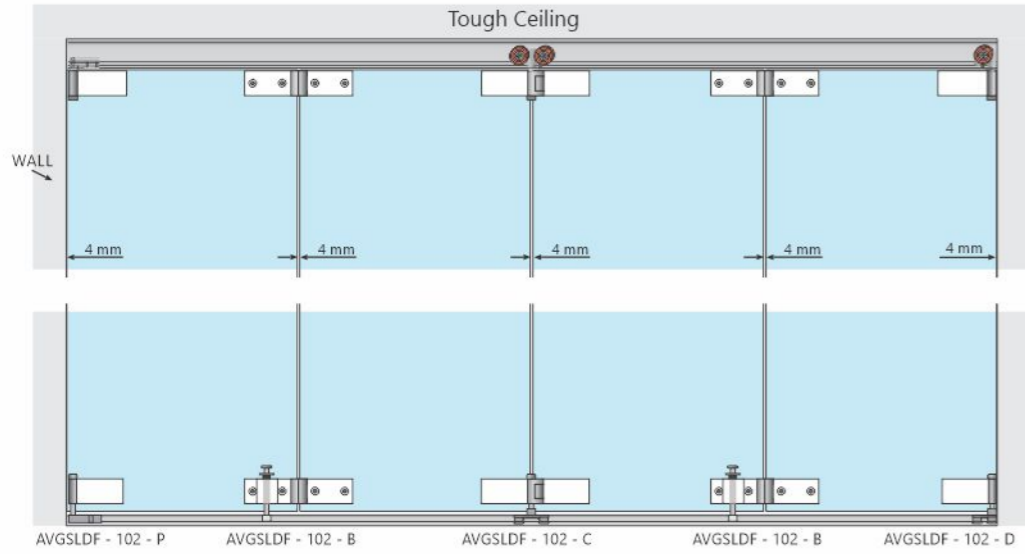 Tough Ceiling
WALL
4 mm 4 mm 4 mm 4 mm 4 mm
AVGSLDF - 102 - P AVGSLDF - 102 - B AVGSLDF - 102 - C AVGSLDF - 102 - B AVGSLDF - 102 - D